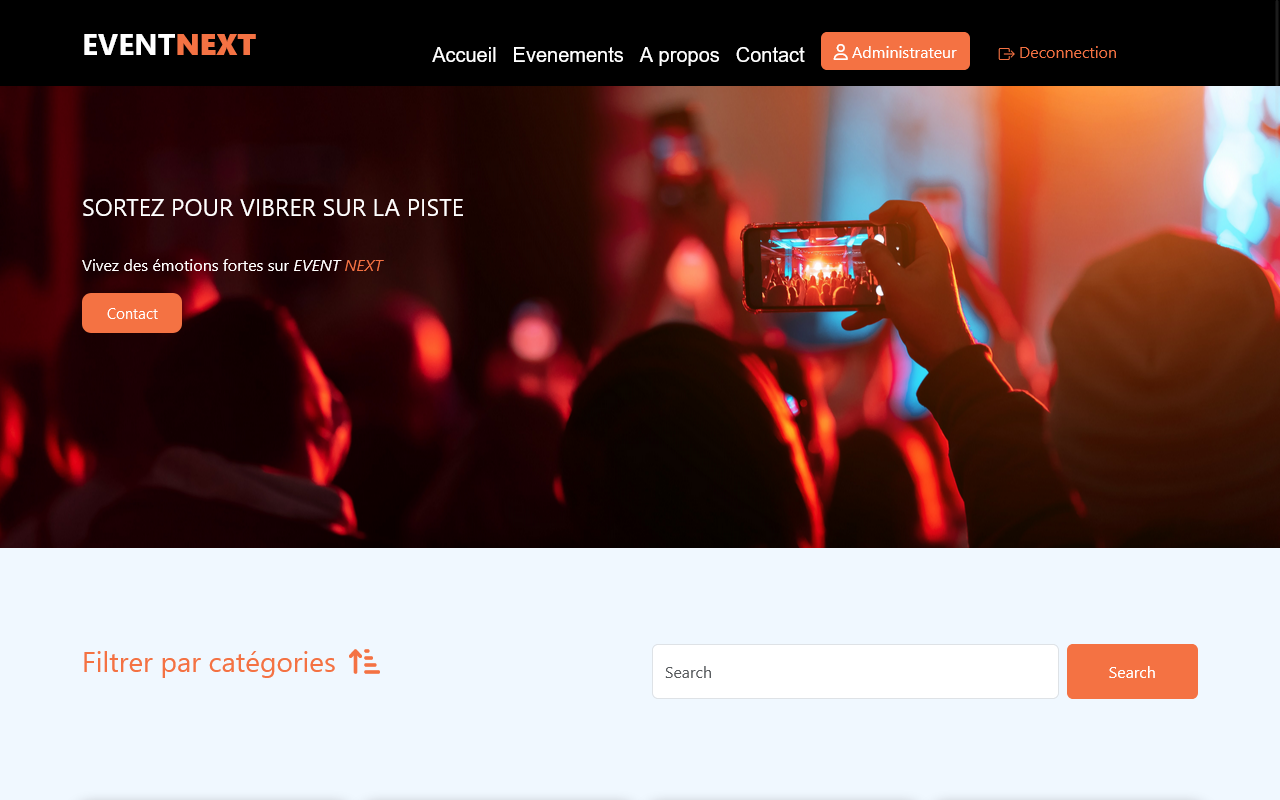 EVENTNEXT
Accueil Evenements A propos Contact Administrateur Deconnection
SORTEZ POUR VIBRER SUR LA PISTE
Vivez des émotions fortes sur EVENT NEXT
Contact
Filtrer par catégories
Search Search